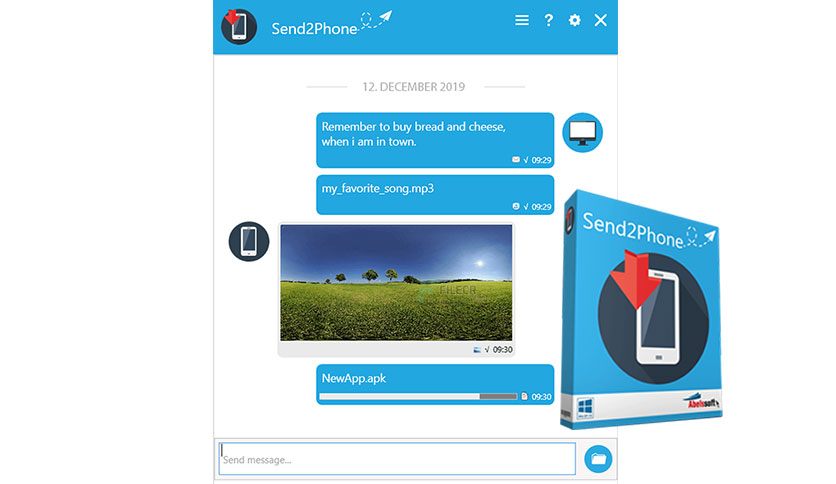 Send2Phone
?
12. DECEMBER 2019
Remember to buy bread and cheese,
when i am in town.
√ 09:29
my_favorite_song.mp3
√ 09:29
FILECR
√ 09:30
NewApp.apk
09:30
Send message...
Send2Phone
Abelssoft